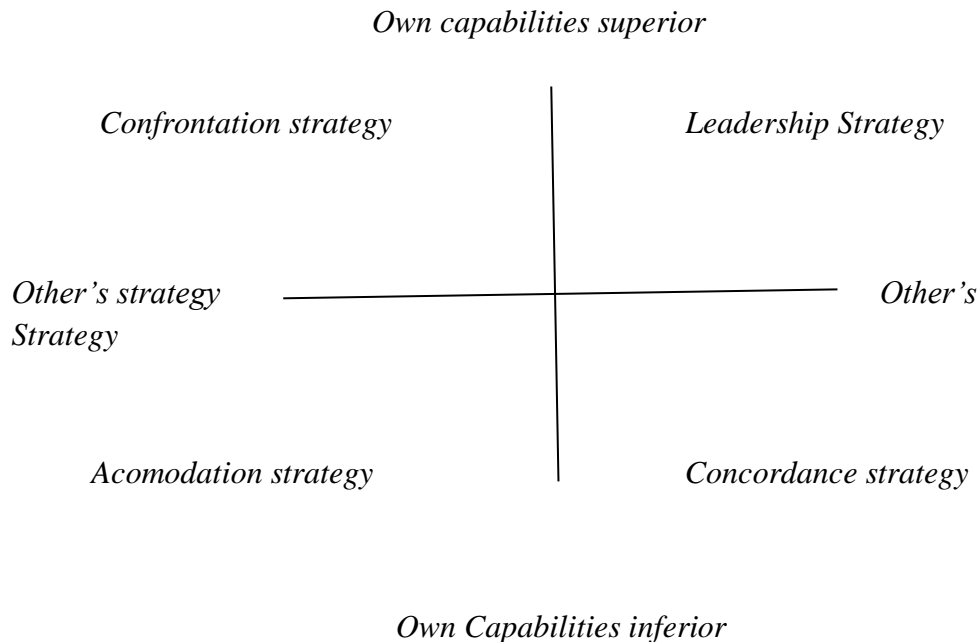 Own capabilities superior
Confrontation strategy Leadership Strategy
Other’s strategy Other’s
Strategy
Acomodation strategy Concordance strategy
Own Capabilities inferior